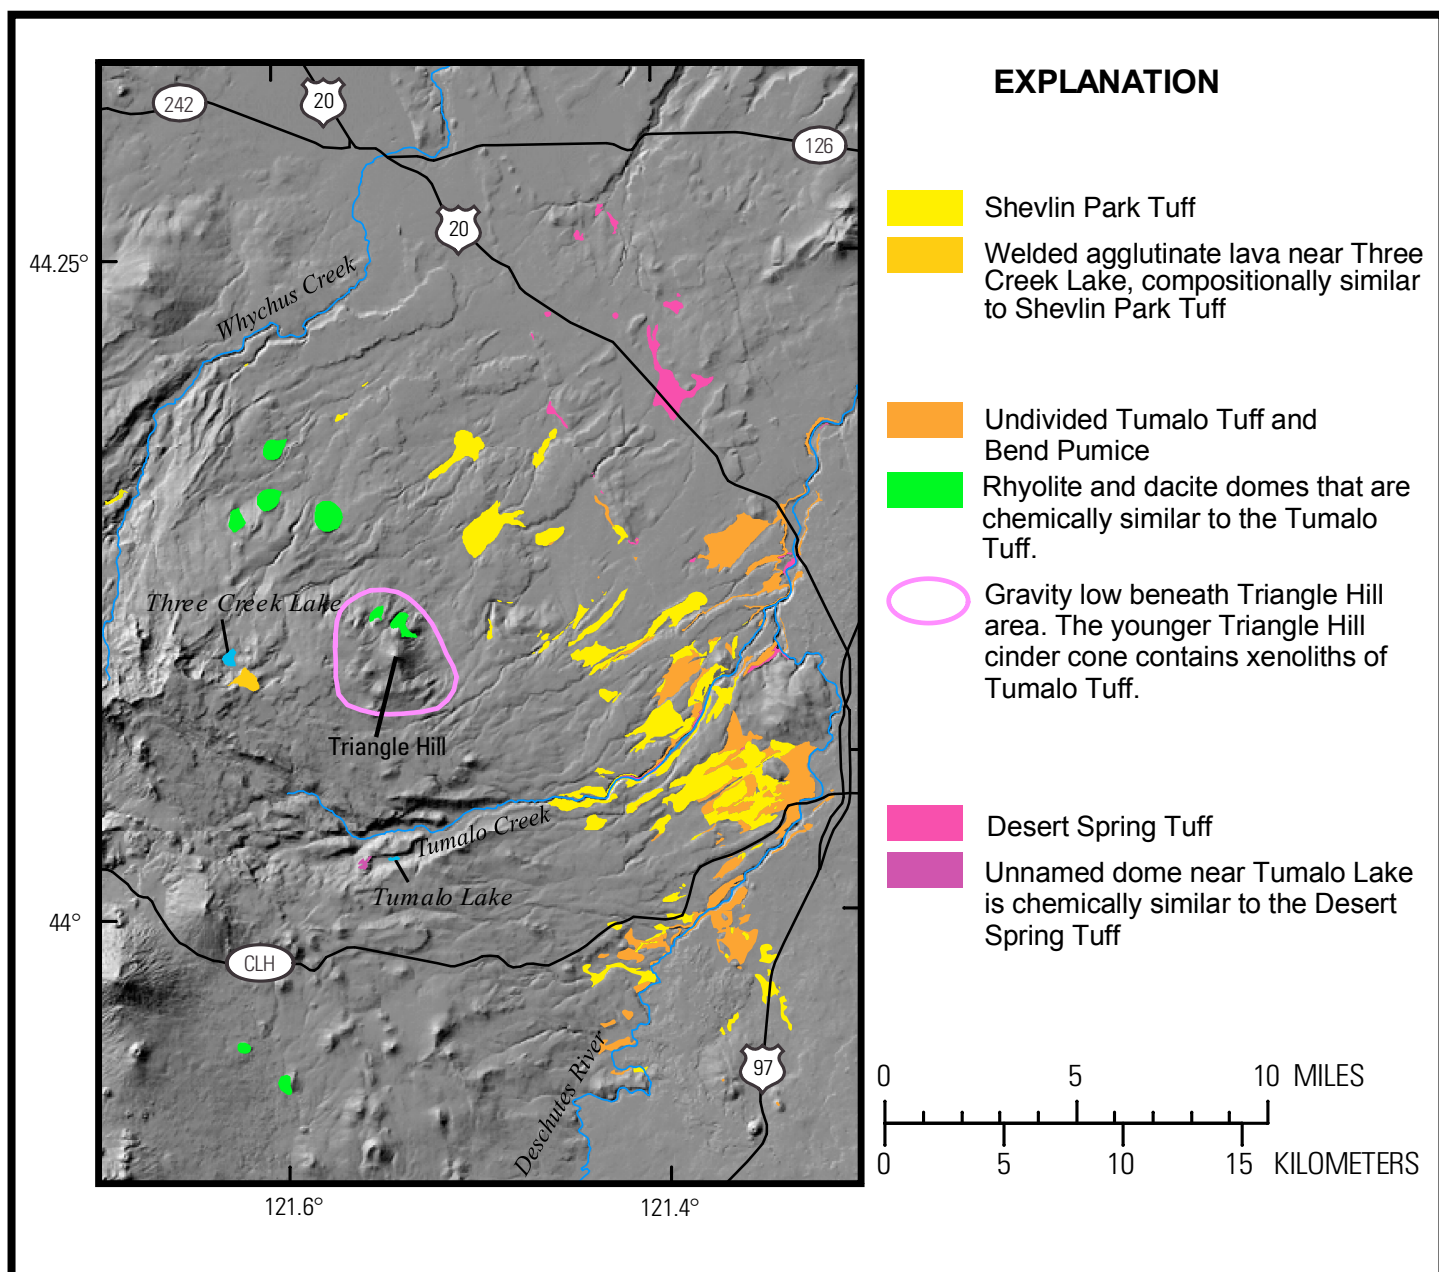 EXPLANATION
242
20
126
20
44.25°
Whychus Creek
Three Creek Lake
Triangle Hill
Tumalo Creek
Tumalo Lake
44°
CLH
Deschutes River
97
121.6°
121.4°
Shevlin Park Tuff
Welded agglutinate lava near Three
Creek Lake, compositionally similar
to Shevlin Park Tuff
Undivided Tumalo Tuff and
Bend Pumice
Rhyolite and dacite domes that are
chemically similar to the Tumalo
Tuff.
Gravity low beneath Triangle Hill
area. The younger Triangle Hill
cinder cone contains xenoliths of
Tumalo Tuff.
Desert Spring Tuff
Unnamed dome near Tumalo Lake
is chemically similar to the Desert
Spring Tuff
0 5 10 MILES
0 5 10 15 KILOMETERS